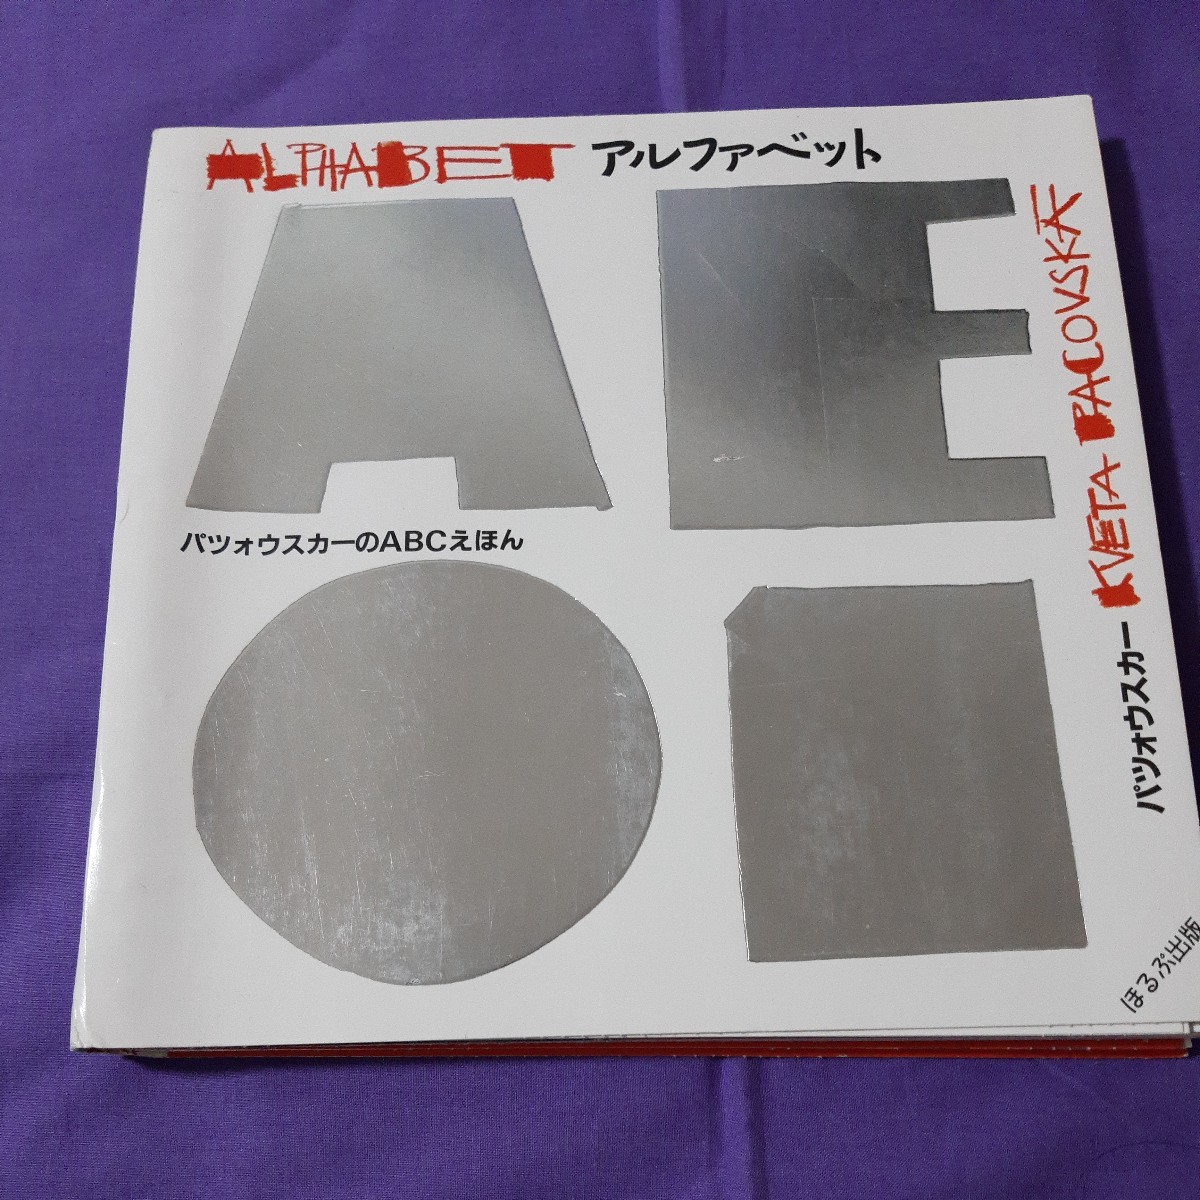 ALPHABET アルファベット
A E
パツォウスカーのABCえほん
O I
KVETA PACOVSKÁ
パツォウスカー
ほるぷ出版